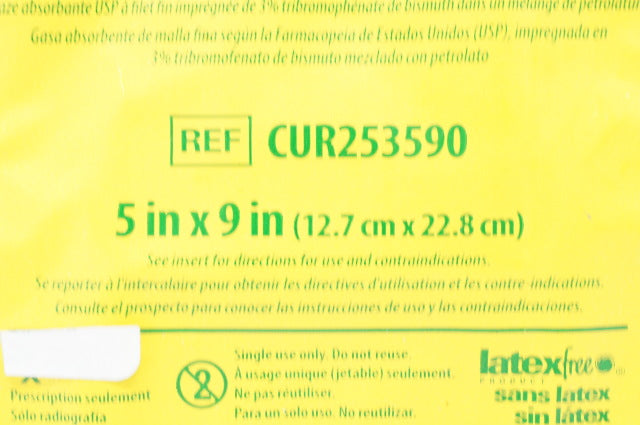 absorbante USP à filet fin imprégnée de 3% tribromophénate de bismuth dans un mélange de pétrolatum
Gasa absorbente de malla fina según la Farmacopeia de Estados Unidos (USP), impregnada en
3% tribromofenato de bismuto mezclado con petrolato
REF CUR253590
5 in x 9 in (12.7 cm x 22.8 cm)
See insert for directions for use and contraindications.
Se reporter à l'intercalaire pour obtenir les directives d'utilisation et les contre-indications.
Consulte el prospecto para conocer las instrucciones de uso y las contraindicaciones.
Prescription seulement
Sólo radiografía
2
Single use only. Do not reuse.
À usage unique (jetable) seulement.
Ne pas réutiliser.
Para un solo uso. No reutilizar.
latexfree
PRODUCT
sans latex
sin látex